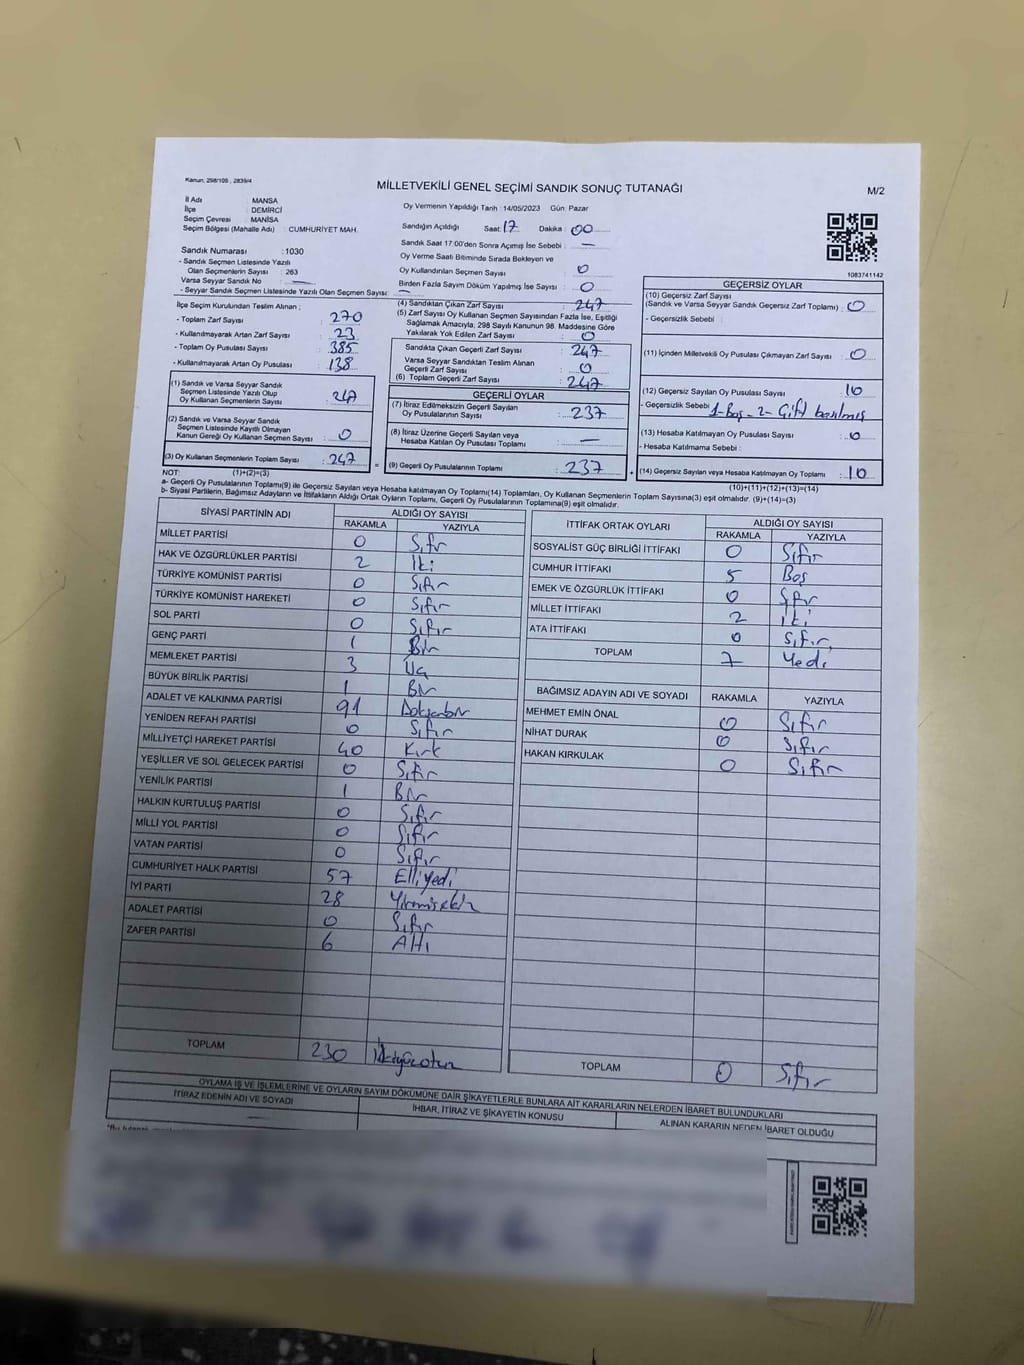 Kanun, 298/105 , 2839/4
MİLLETVEKİLİ GENEL SEÇİMİ SANDIK SONUÇ TUTANAĞI
M/2
İl Adı : MANİSA
İlçe : DEMİRCİ
Seçim Çevresi : MANİSA
Seçim Bölgesi (Mahalle Adı) : CUMHURİYET MAH.
Sandık Numarası : 1030
- Sandık Seçmen Listesinde Yazılı
Olan Seçmenlerin Sayısı : 263
Varsa Seyyar Sandık No : —
- Seyyar Sandık Seçmen Listesinde Yazılı Olan Seçmen Sayısı: —
Oy Vermenin Yapıldığı Tarih : 14/05/2023 Gün: Pazar
Sandığın Açıldığı Saat: 17 Dakika : 00
Sandık Saat 17:00'den Sonra Açılmış İse Sebebi : —
Oy Verme Saati Bitiminde Sırada Bekleyen ve
Oy Kullandırılan Seçmen Sayısı : 0
Birden Fazla Sayım Döküm Yapılmış İse Sayısı : 0
1083741142
İlçe Seçim Kurulundan Teslim Alınan ;
- Toplam Zarf Sayısı : 270
- Kullanılmayarak Artan Zarf Sayısı : 23
- Toplam Oy Pusulası Sayısı : 385
- Kullanılmayarak Artan Oy Pusulası : 138
(1) Sandık ve Varsa Seyyar Sandık
Seçmen Listesinde Yazılı Olup
Oy Kullanan Seçmenlerin Sayısı : 247
(2) Sandık ve Varsa Seyyar Sandık
Seçmen Listesinde Kayıtlı Olmayan
Kanun Gereği Oy Kullanan Seçmen Sayısı : 0
(3) Oy Kullanan Seçmenlerin Toplam Sayısı : 247
(4) Sandıktan Çıkan Zarf Sayısı : 247
(5) Zarf Sayısı Oy Kullanan Seçmen Sayısından Fazla İse, Eşitliği
Sağlamak Amacıyla, 298 Sayılı Kanunun 98. Maddesine Göre
Yakılarak Yok Edilen Zarf Sayısı : 0
Sandıkta Çıkan Geçerli Zarf Sayısı : 247
Varsa Seyyar Sandıktan Teslim Alınan
Geçerli Zarf Sayısı : 0
(6) Toplam Geçerli Zarf Sayısı : 247
GEÇERLİ OYLAR
(7) İtiraz Edilmeksizin Geçerli Sayılan
Oy Pusulalarının Sayısı : 237
(8) İtiraz Üzerine Geçerli Sayılan veya
Hesaba Katılan Oy Pusulası Toplamı : —
= (9) Geçerli Oy Pusulalarının Toplamı : 237
GEÇERSİZ OYLAR
(10) Geçersiz Zarf Sayısı
(Sandık ve Varsa Seyyar Sandık Geçersiz Zarf Toplamı) : 0
- Geçersizlik Sebebi :
(11) İçinden Milletvekili Oy Pusulası Çıkmayan Zarf Sayısı : 0
(12) Geçersiz Sayılan Oy Pusulası Sayısı : 10
- Geçersizlik Sebebi : 1-Boş - 2- Çift basılmış
(13) Hesaba Katılmayan Oy Pusulası Sayısı : 0
- Hesaba Katılmama Sebebi :
+ (14) Geçersiz Sayılan veya Hesaba Katılmayan Oy Toplamı : 10
NOT: (1)+(2)=(3)
(10)+(11)+(12)+(13)=(14)
a- Geçerli Oy Pusulalarının Toplamı(9) ile Geçersiz Sayılan veya Hesaba katılmayan Oy Toplamı(14) Toplamları, Oy Kullanan Seçmenlerin Toplam Sayısına(3) eşit olmalıdır. (9)+(14)=(3)
b- Siyasi Partilerin, Bağımsız Adayların ve İttifakların Aldığı Ortak Oyların Toplamı, Geçerli Oy Pusulalarının Toplamına(9) eşit olmalıdır.
SİYASİ PARTİNİN ADI ALDIĞI OY SAYISI
RAKAMLA YAZIYLA
MİLLET PARTİSİ 0 Sıfır
HAK VE ÖZGÜRLÜKLER PARTİSİ 2 İki
TÜRKİYE KOMÜNİST PARTİSİ 0 Sıfır
TÜRKİYE KOMÜNİST HAREKETİ 0 Sıfır
SOL PARTİ 0 Sıfır
GENÇ PARTİ 1 Bir
MEMLEKET PARTİSİ 3 Üç
BÜYÜK BİRLİK PARTİSİ 1 Bir
ADALET VE KALKINMA PARTİSİ 91 Doksanbir
YENİDEN REFAH PARTİSİ 0 Sıfır
MİLLİYETÇİ HAREKET PARTİSİ 40 Kırk
YEŞİLLER VE SOL GELECEK PARTİSİ 0 Sıfır
YENİLİK PARTİSİ 1 Bir
HALKIN KURTULUŞ PARTİSİ 0 Sıfır
MİLLİ YOL PARTİSİ 0 Sıfır
VATAN PARTİSİ 0 Sıfır
CUMHURİYET HALK PARTİSİ 57 Elliyedi
İYİ PARTİ 28 Yirmisekiz
ADALET PARTİSİ 0 Sıfır
ZAFER PARTİSİ 6 Altı
TOPLAM 230 İkiyüzotuz
İTTİFAK ORTAK OYLARI ALDIĞI OY SAYISI
RAKAMLA YAZIYLA
SOSYALİST GÜÇ BİRLİĞİ İTTİFAKI 0 Sıfır
CUMHUR İTTİFAKI 5 Beş
EMEK VE ÖZGÜRLÜK İTTİFAKI 0 Sıfır
MİLLET İTTİFAKI 2 İki
ATA İTTİFAKI 0 Sıfır
TOPLAM 7 Yedi
BAĞIMSIZ ADAYIN ADI VE SOYADI RAKAMLA YAZIYLA
MEHMET EMİN ÖNAL 0 Sıfır
NİHAT DURAK 0 Sıfır
HAKAN KIRKULAK 0 Sıfır
TOPLAM 0 Sıfır
OYLAMA İŞ VE İŞLEMLERİNE VE OYLARIN SAYIM DÖKÜMÜNE DAİR ŞİKAYETLERLE BUNLARA AİT KARARLARIN NELERDEN İBARET BULUNDUKLARI
İTİRAZ EDENİN ADI VE SOYADI
İHBAR, İTİRAZ VE ŞİKAYETİN KONUSU
ALINAN KARARIN NEDEN İBARET OLDUĞU
—